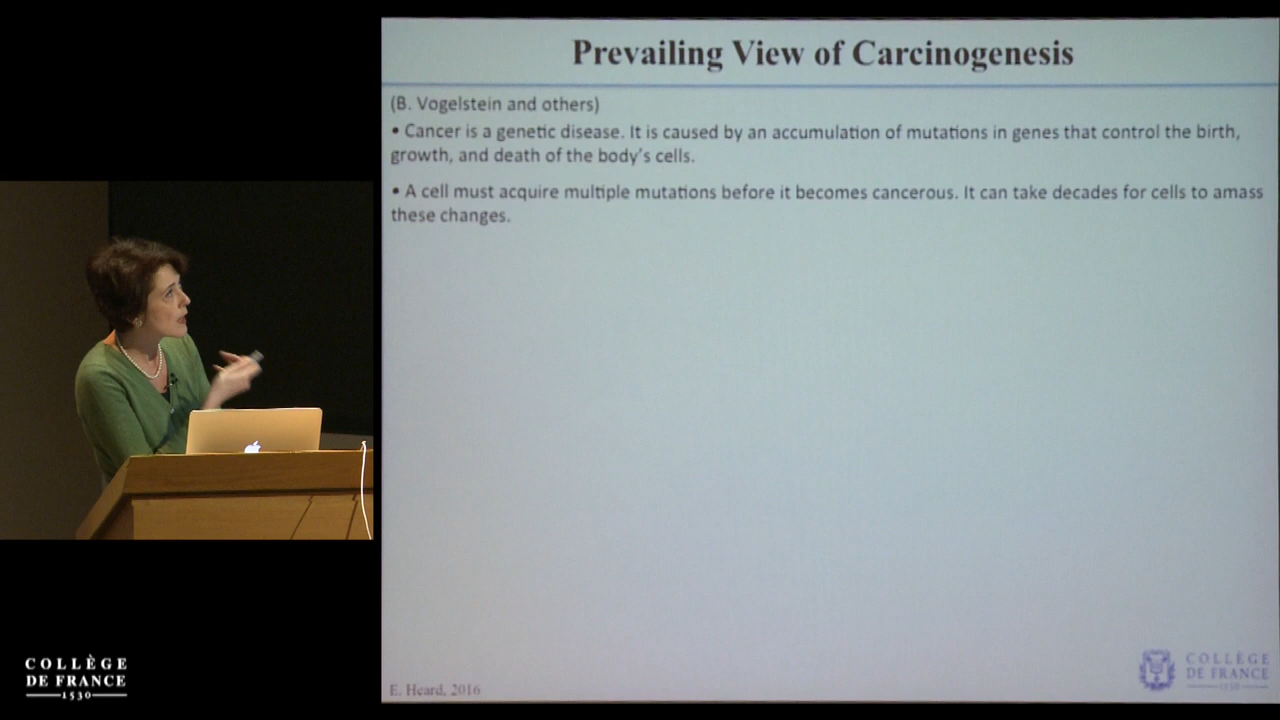 Prevailing View of Carcinogenesis
(B. Vogelstein and others)
• Cancer is a genetic disease. It is caused by an accumulation of mutations in genes that control the birth,
growth, and death of the body's cells.
• A cell must acquire multiple mutations before it becomes cancerous. It can take decades for cells to amass
these changes.
E. Heard, 2016
COLLÈGE
DE FRANCE
1530
COLLÈGE
DE FRANCE
1530